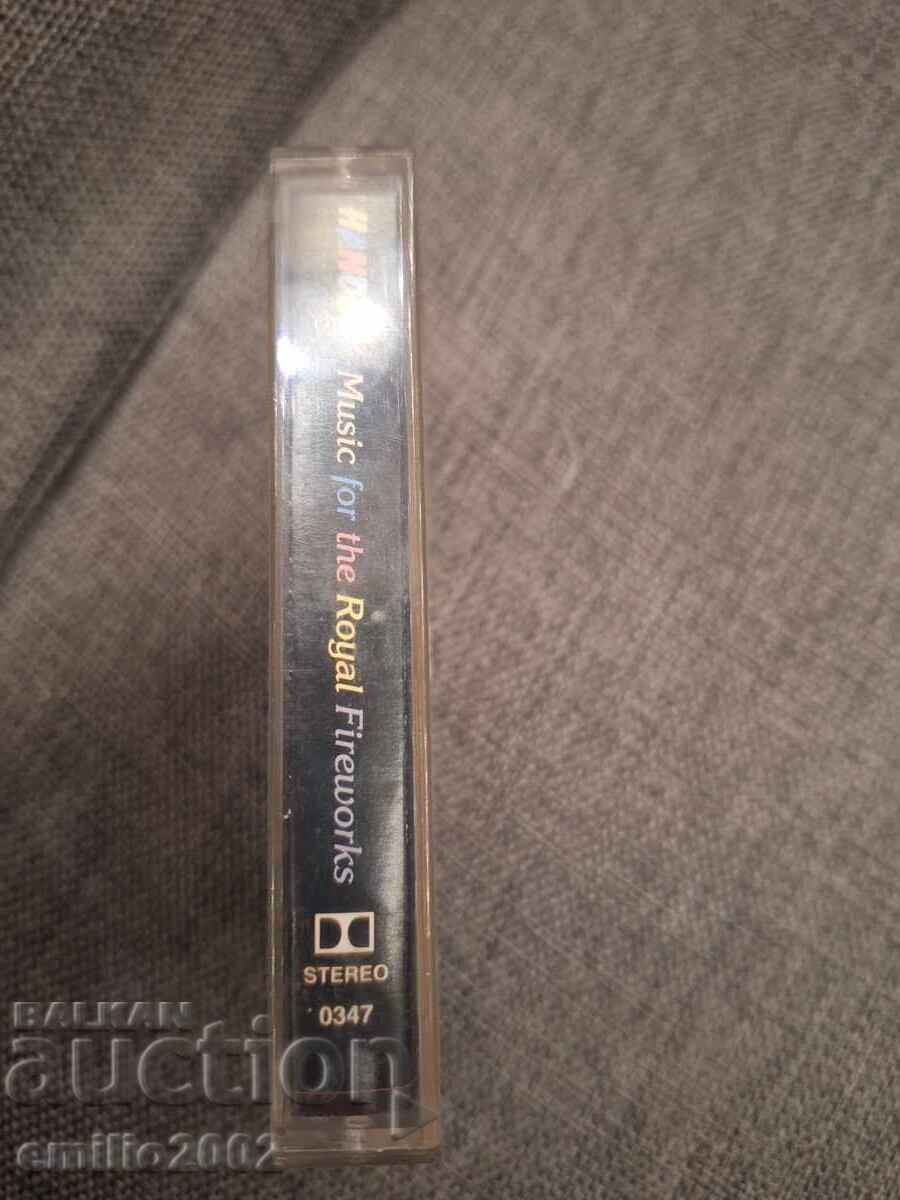 Music for the Royal Fireworks
STEREO
0347
BALKAN
auction
emilio2002